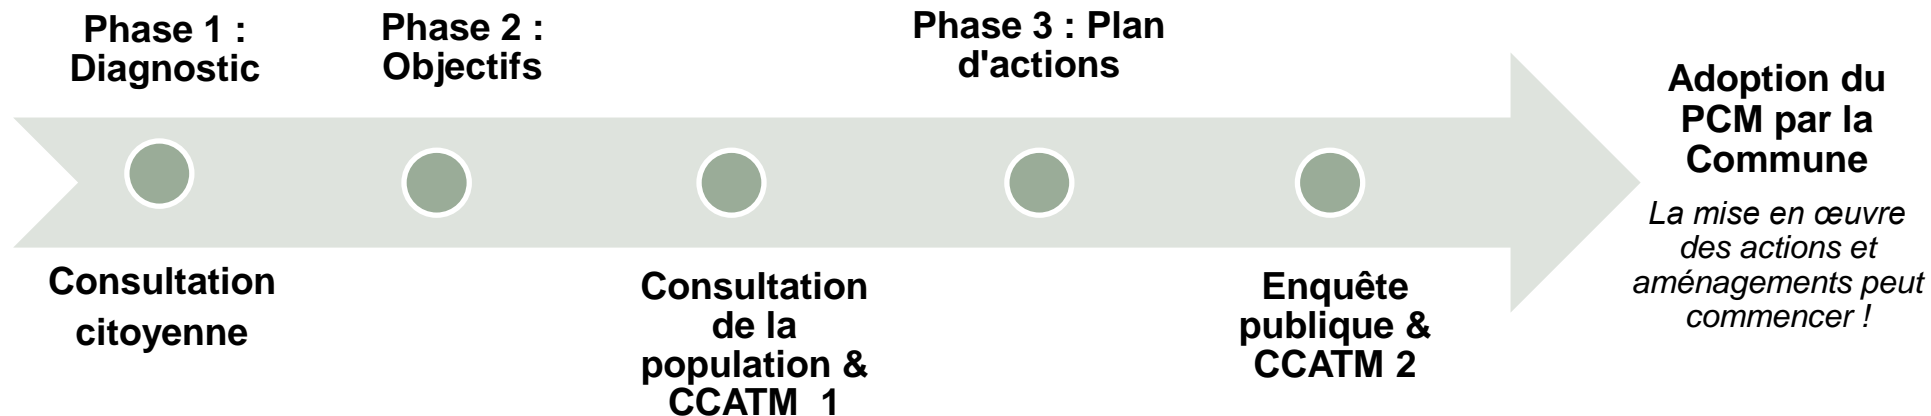 Phase 1 :
Diagnostic
Phase 2 :
Objectifs
Phase 3 : Plan
d'actions
Adoption du
PCM par la
Commune
La mise en œuvre
des actions et
aménagements peut
commencer !
Consultation
citoyenne
Consultation
de la
population &
CCATM 1
Enquête
publique &
CCATM 2